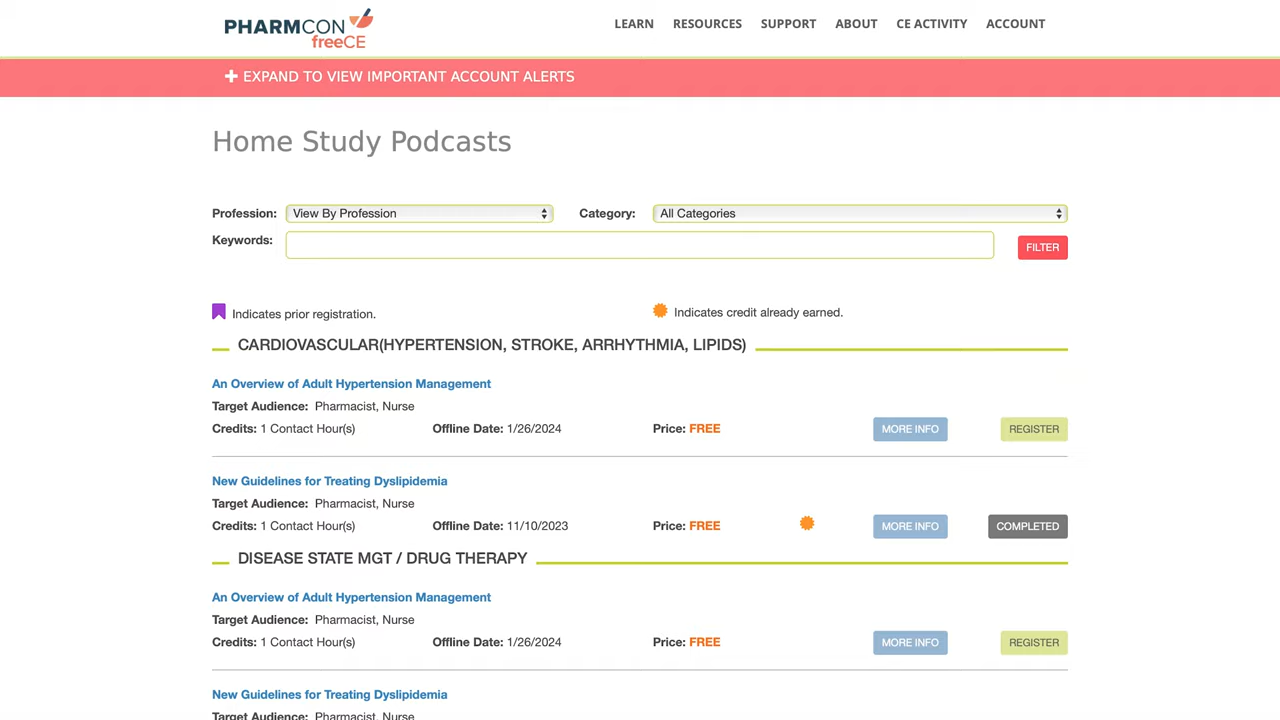 PHARMCON
freeCE
LEARN RESOURCES SUPPORT ABOUT CE ACTIVITY ACCOUNT
EXPAND TO VIEW IMPORTANT ACCOUNT ALERTS
Home Study Podcasts
Profession: View By Profession Category: All Categories
Keywords:
FILTER
Indicates prior registration. Indicates credit already earned.
CARDIOVASCULAR(HYPERTENSION, STROKE, ARRHYTHMIA, LIPIDS)
An Overview of Adult Hypertension Management
Target Audience: Pharmacist, Nurse
Credits: 1 Contact Hour(s) Offline Date: 1/26/2024 Price: FREE MORE INFO REGISTER
New Guidelines for Treating Dyslipidemia
Target Audience: Pharmacist, Nurse
Credits: 1 Contact Hour(s) Offline Date: 11/10/2023 Price: FREE MORE INFO COMPLETED
DISEASE STATE MGT / DRUG THERAPY
An Overview of Adult Hypertension Management
Target Audience: Pharmacist, Nurse
Credits: 1 Contact Hour(s) Offline Date: 1/26/2024 Price: FREE MORE INFO REGISTER
New Guidelines for Treating Dyslipidemia
Target Audience: Pharmacist, Nurse